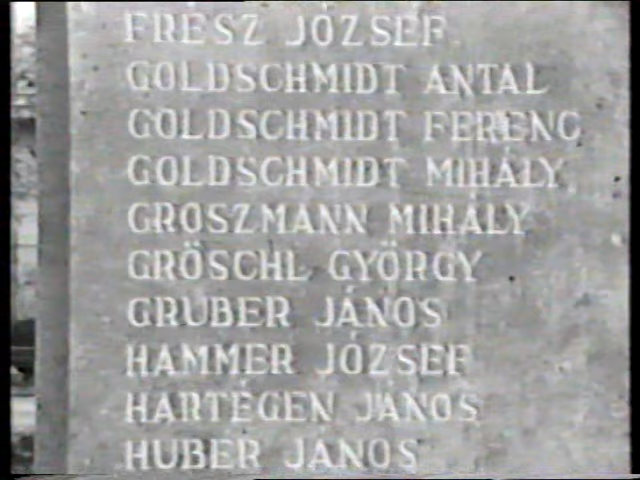 FRESZ JÓZSEF
GOLDSCHMIDT ANTAL
GOLDSCHMIDT FERENC
GOLDSCHMIDT MIHÁLY
GROSZMANN MIHÁLY
GRÖSCHL GYÖRGY
GRUBER JÁNOS
HAMMER JÓZSEF
HARTÉGEN JÁNOS
HUBER JÁNOS